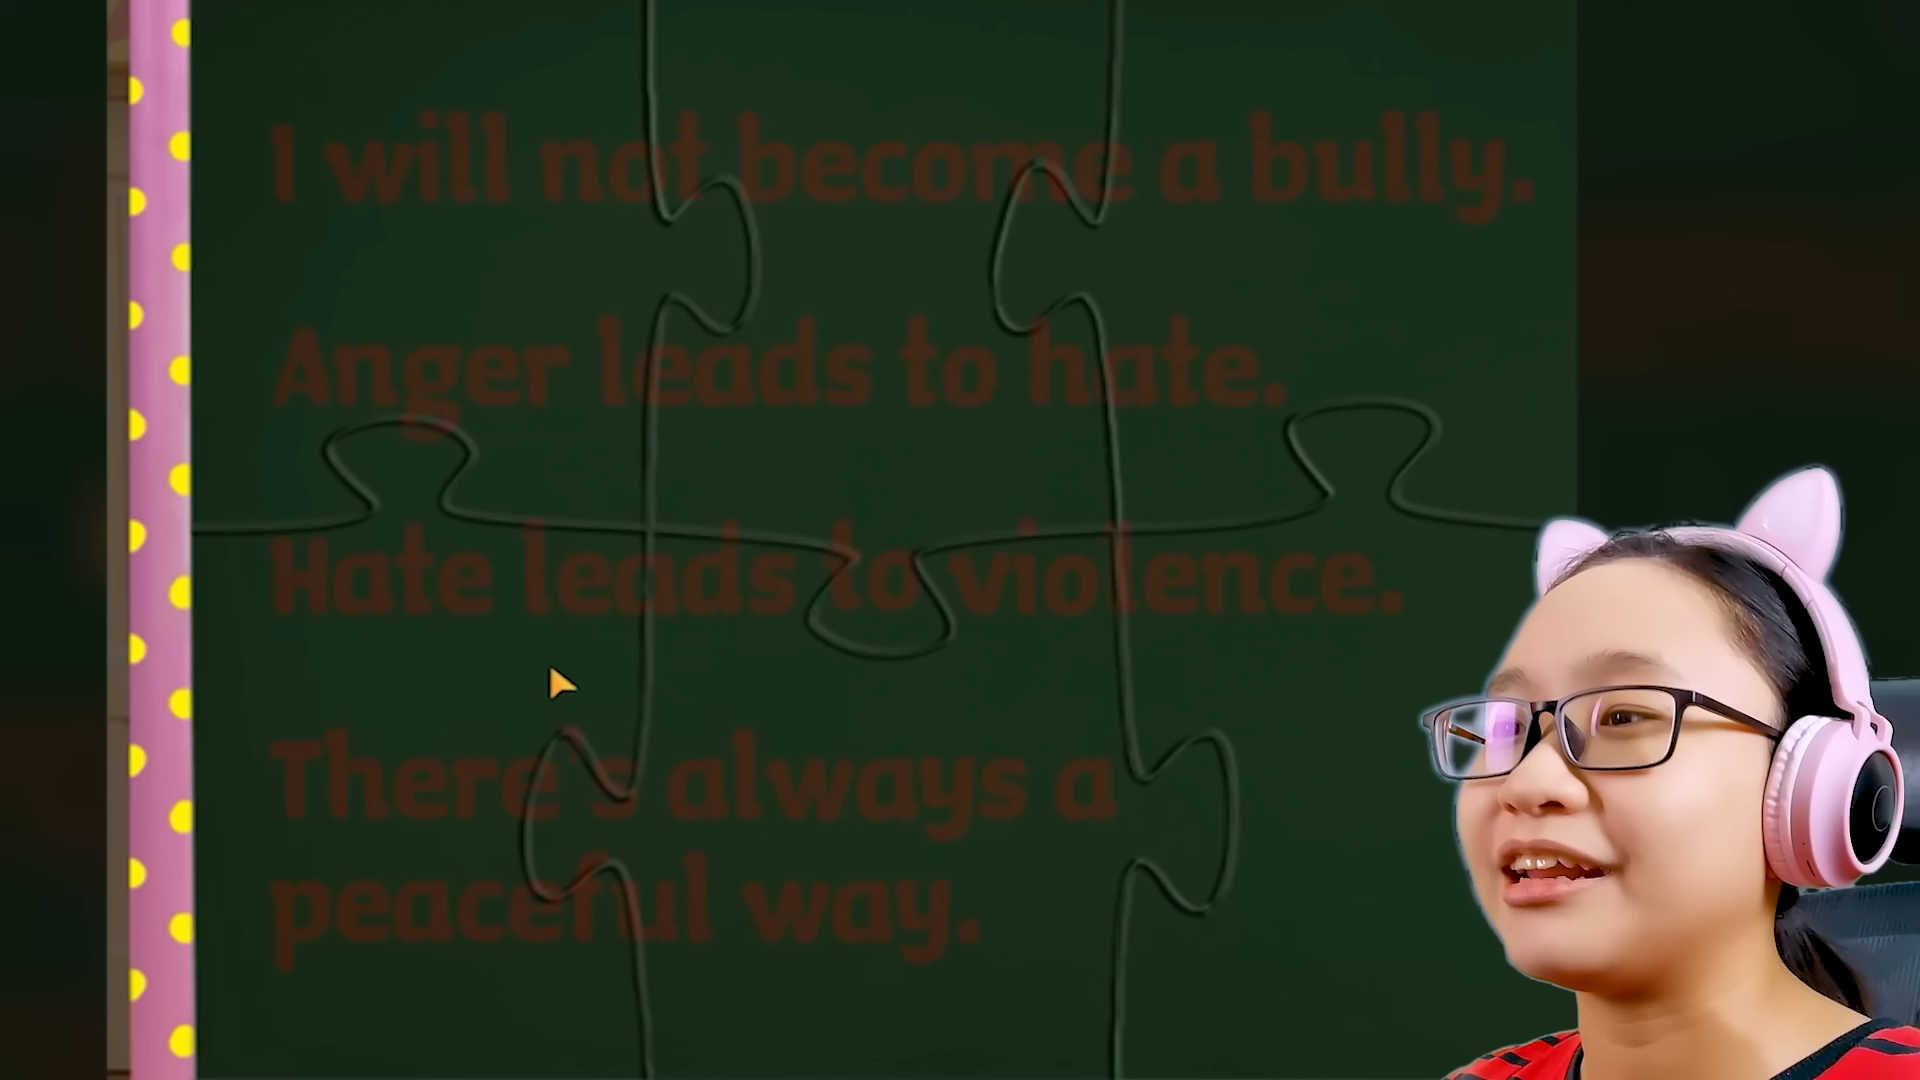 I will not become a bully.
Anger leads to hate.
Hate leads to violence.
There's always a
peaceful way.